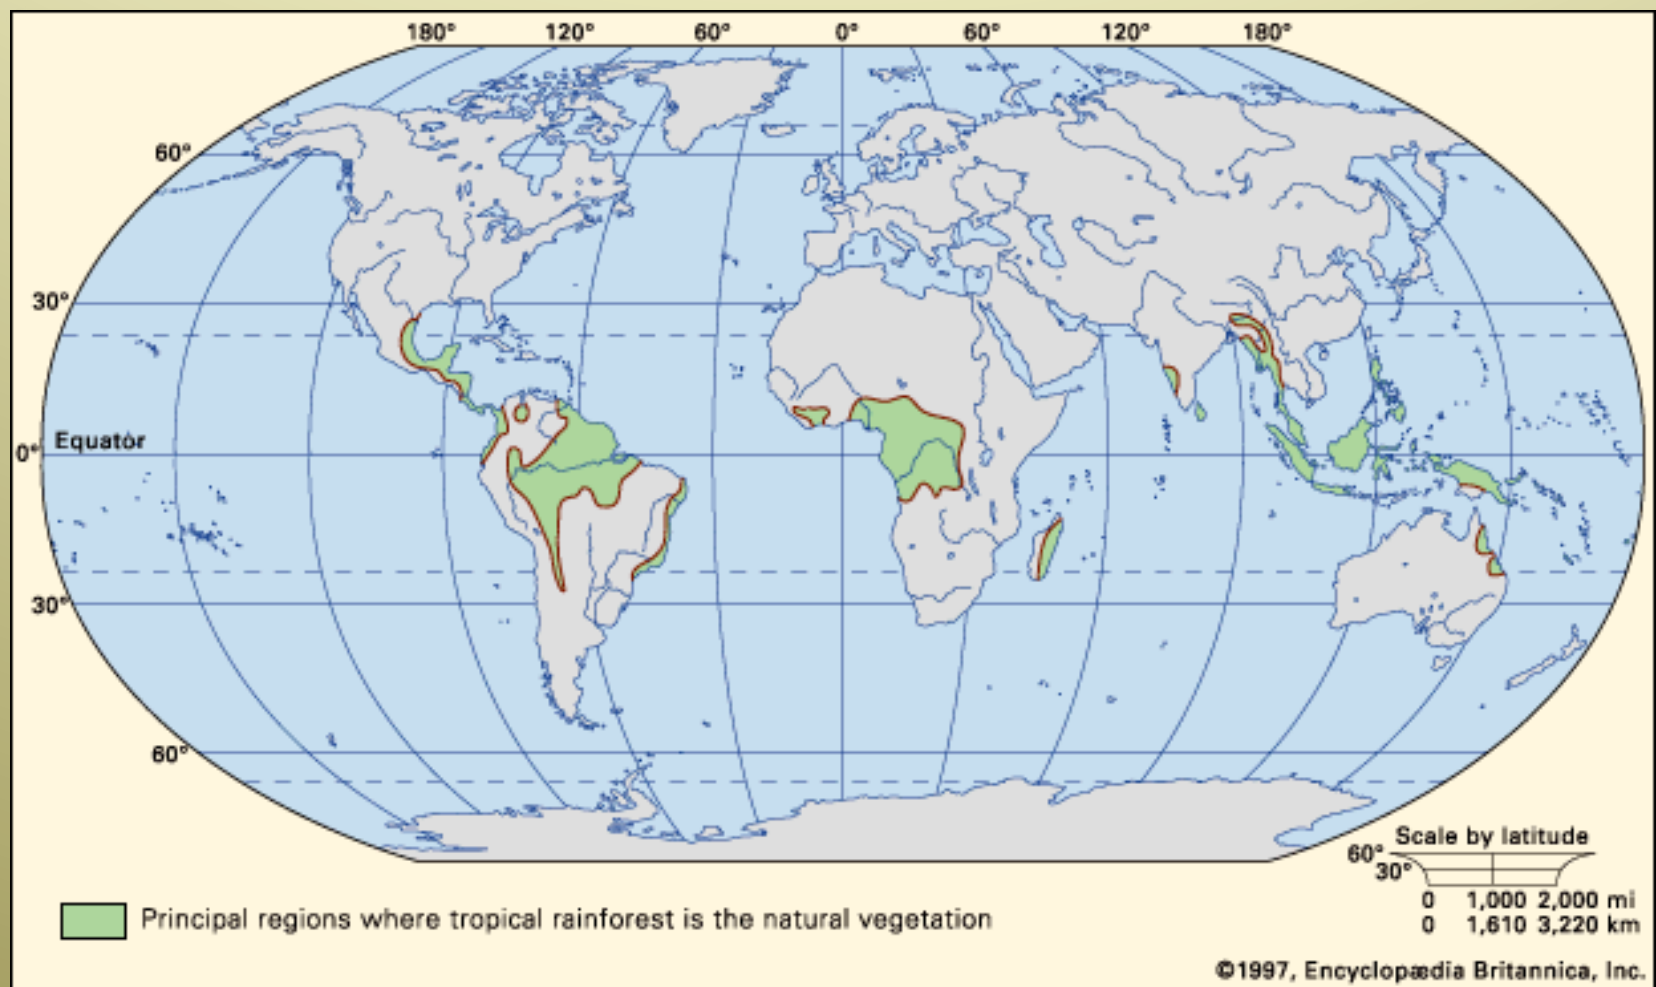 180° 120° 60° 0° 60° 120° 180°
60°
30°
Equator
0°
30°
60°
Scale by latitude
60°
30°
0 1,000 2,000 mi
0 1,610 3,220 km
Principal regions where tropical rainforest is the natural vegetation
©1997, Encyclopædia Britannica, Inc.